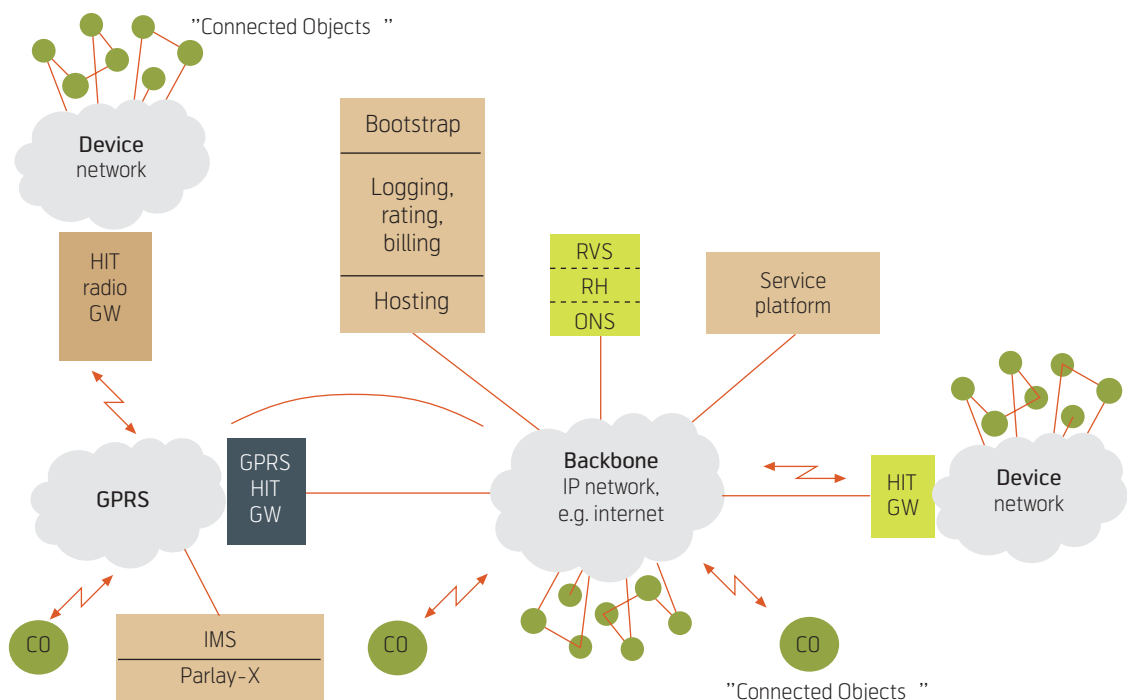 "Connected Objects "
Device
network
HIT
radio
GW
Bootstrap
Logging,
rating,
billing
Hosting
RVS
RH
ONS
Service
platform
GPRS
GPRS
HIT
GW
Backbone
IP network,
e.g. internet
HIT
GW
Device
network
CO
IMS
Parlay-X
CO
CO
"Connected Objects "